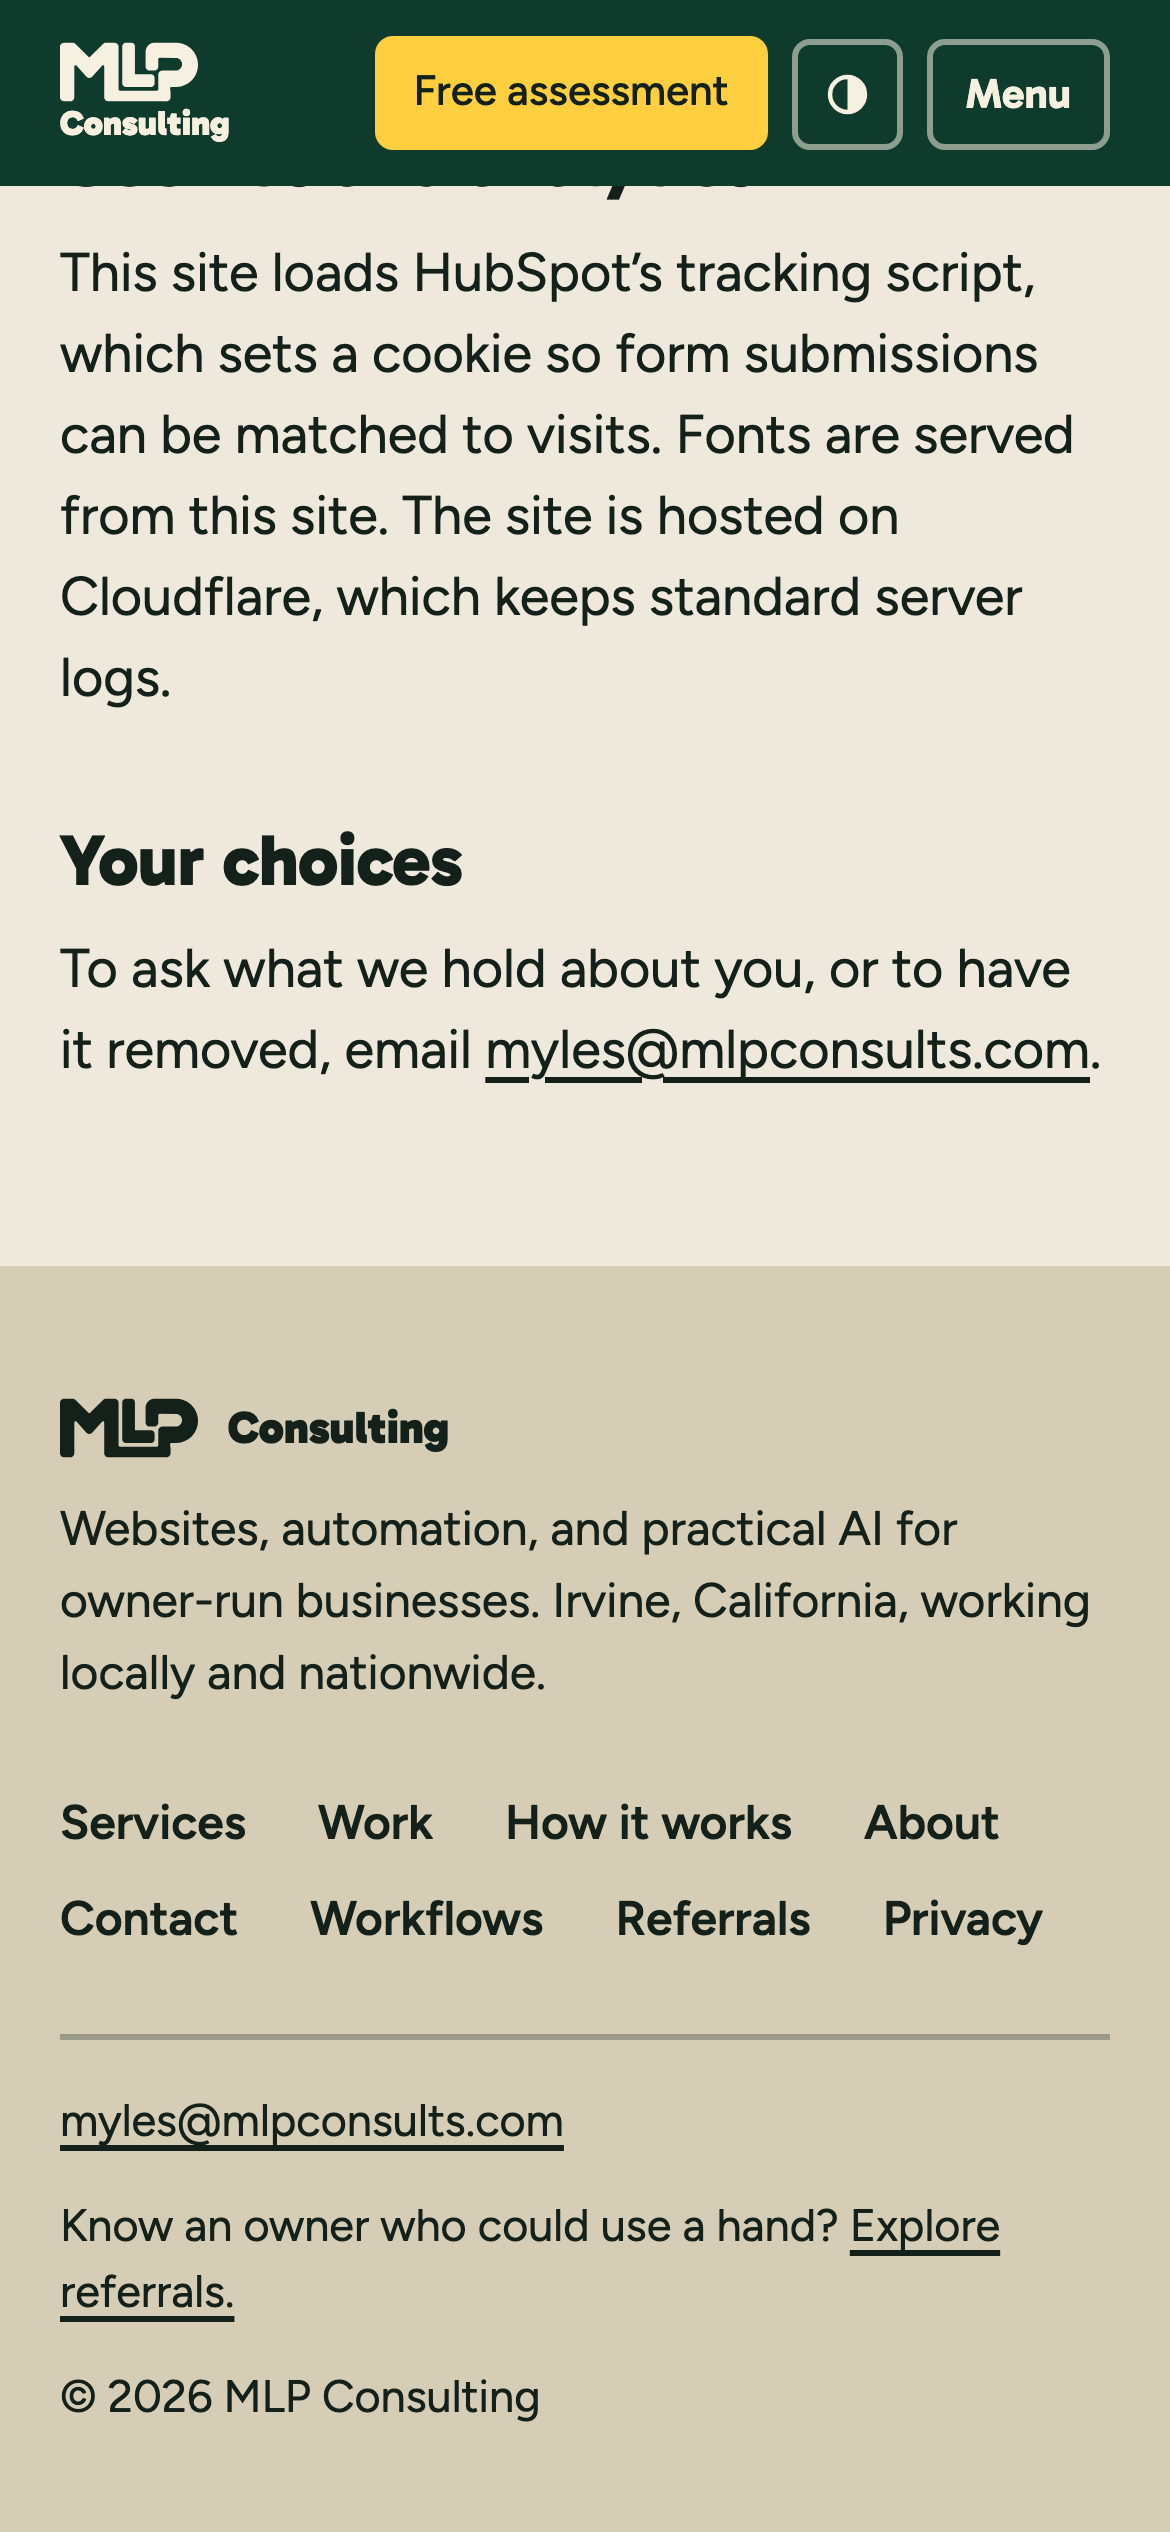 MLP
Consulting
Free assessment
Menu
This site loads HubSpot’s tracking script,
which sets a cookie so form submissions
can be matched to visits. Fonts are served
from this site. The site is hosted on
Cloudflare, which keeps standard server
logs.
Your choices
To ask what we hold about you, or to have
it removed, email myles@mlpconsults.com.
MLP Consulting
Websites, automation, and practical AI for
owner-run businesses. Irvine, California, working
locally and nationwide.
Services Work How it works About
Contact Workflows Referrals Privacy
myles@mlpconsults.com
Know an owner who could use a hand? Explore
referrals.
© 2026 MLP Consulting